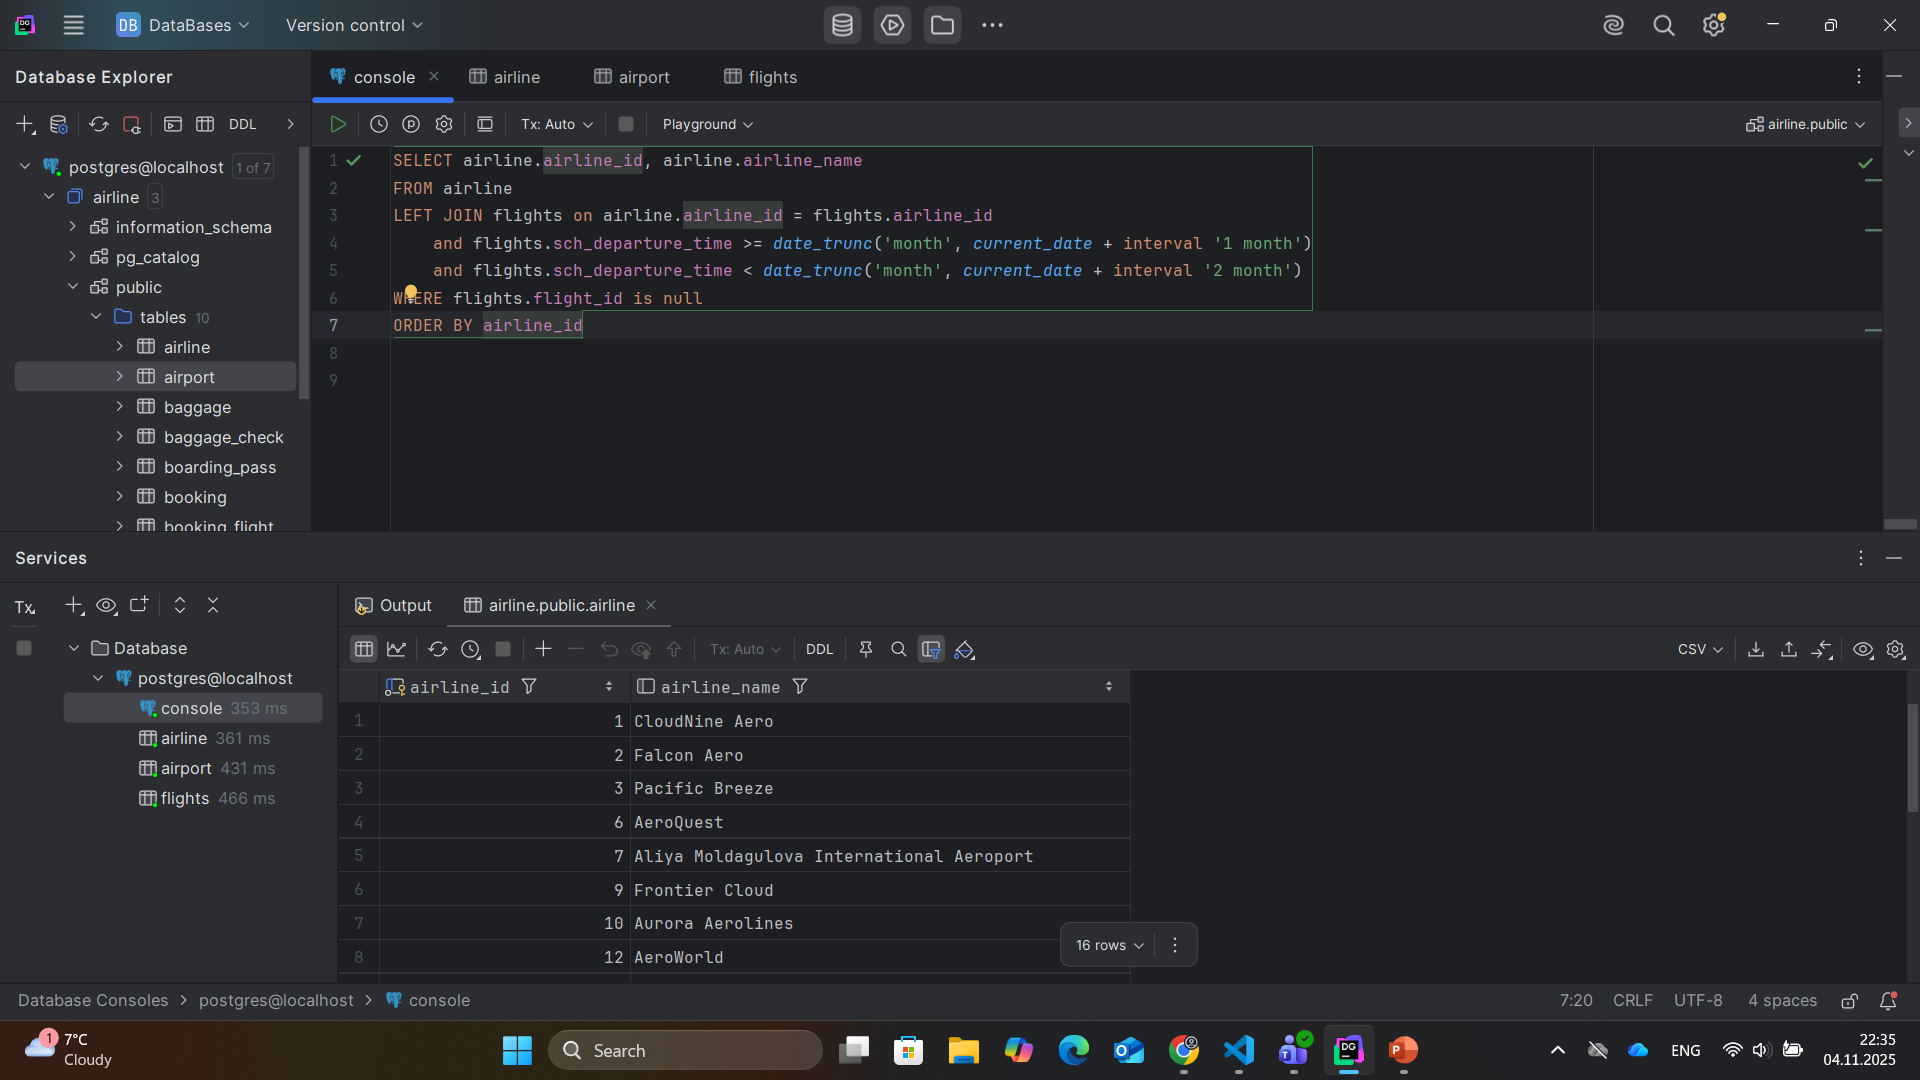 DB DataBases Version control
Database Explorer
console airline airport flights
DDL
Tx: Auto Playground airline.public
postgres@localhost 1 of 7
airline 3
information_schema
pg_catalog
public
tables 10
airline
airport
baggage
baggage_check
boarding_pass
booking
booking_flight
1 SELECT airline.airline_id, airline.airline_name
2 FROM airline
3 LEFT JOIN flights on airline.airline_id = flights.airline_id
4 and flights.sch_departure_time >= date_trunc('month', current_date + interval '1 month')
5 and flights.sch_departure_time < date_trunc('month', current_date + interval '2 month')
6 WHERE flights.flight_id is null
7 ORDER BY airline_id
8
9
Services
Tx
Database
postgres@localhost
console 353 ms
airline 361 ms
airport 431 ms
flights 466 ms
Output airline.public.airline
Tx: Auto DDL CSV
airline_id airline_name
1 1 CloudNine Aero
2 2 Falcon Aero
3 3 Pacific Breeze
4 6 AeroQuest
5 7 Aliya Moldagulova International Aeroport
6 9 Frontier Cloud
7 10 Aurora Aerolines
8 12 AeroWorld
16 rows
Database Consoles > postgres@localhost > console
7:20 CRLF UTF-8 4 spaces
1 7°C
Cloudy
Search
ENG
22:35
04.11.2025